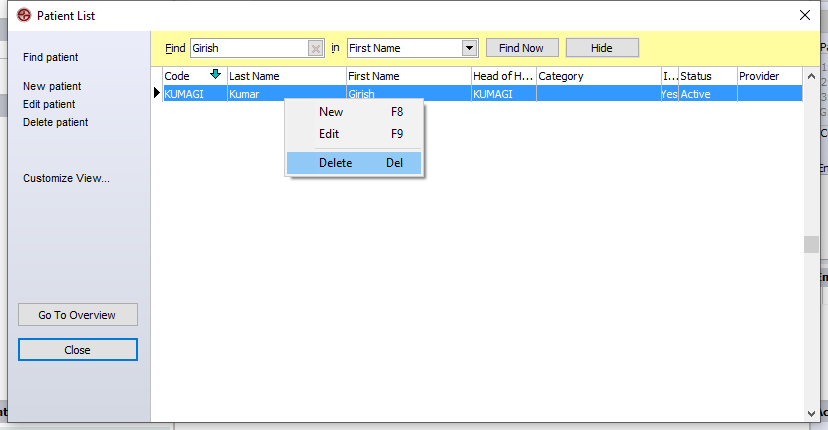 Patient List
Find patient
New patient
Edit patient
Delete patient
Customize View...
Go To Overview
Close
Find Girish in First Name Find Now Hide
Code Last Name First Name Head of H... Category I... Status Provider
KUMAGI Kumar Girish KUMAGI Yes Active
New F8
Edit F9
Delete Del